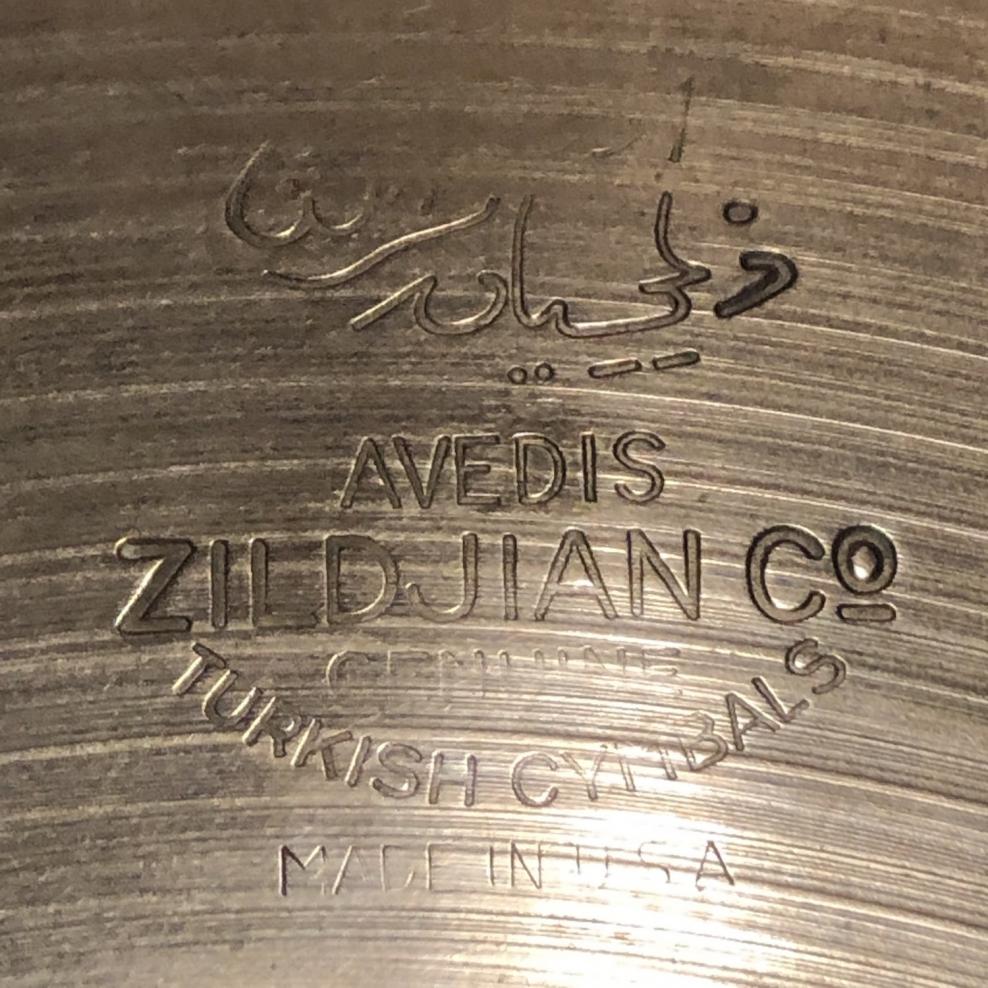 AVEDIS
ZILDJIAN Cº
GENUINE
TURKISH CYMBALS
MADE IN U.S.A